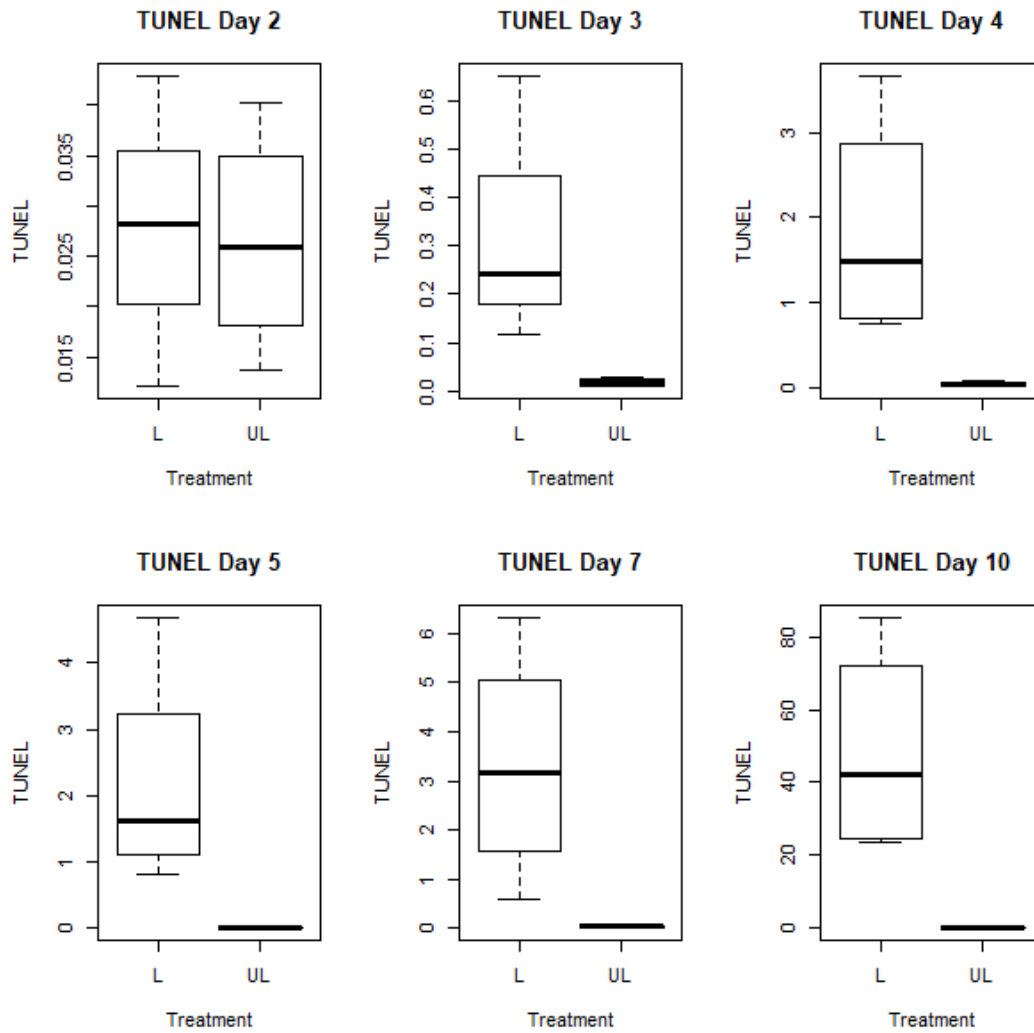 TUNEL Day 2
TUNEL
0.015 0.025 0.035
L UL
Treatment
TUNEL Day 3
TUNEL
0.0 0.1 0.2 0.3 0.4 0.5 0.6
L UL
Treatment
TUNEL Day 4
TUNEL
0 1 2 3
L UL
Treatment
TUNEL Day 5
TUNEL
0 1 2 3 4
L UL
Treatment
TUNEL Day 7
TUNEL
0 1 2 3 4 5 6
L UL
Treatment
TUNEL Day 10
TUNEL
0 20 40 60 80
L UL
Treatment